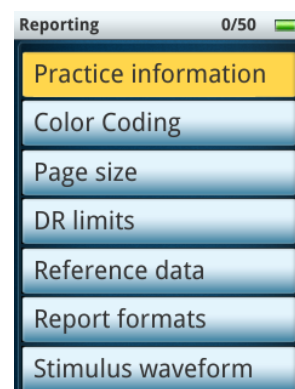 Reporting 0/50
Practice information
Color Coding
Page size
DR limits
Reference data
Report formats
Stimulus waveform